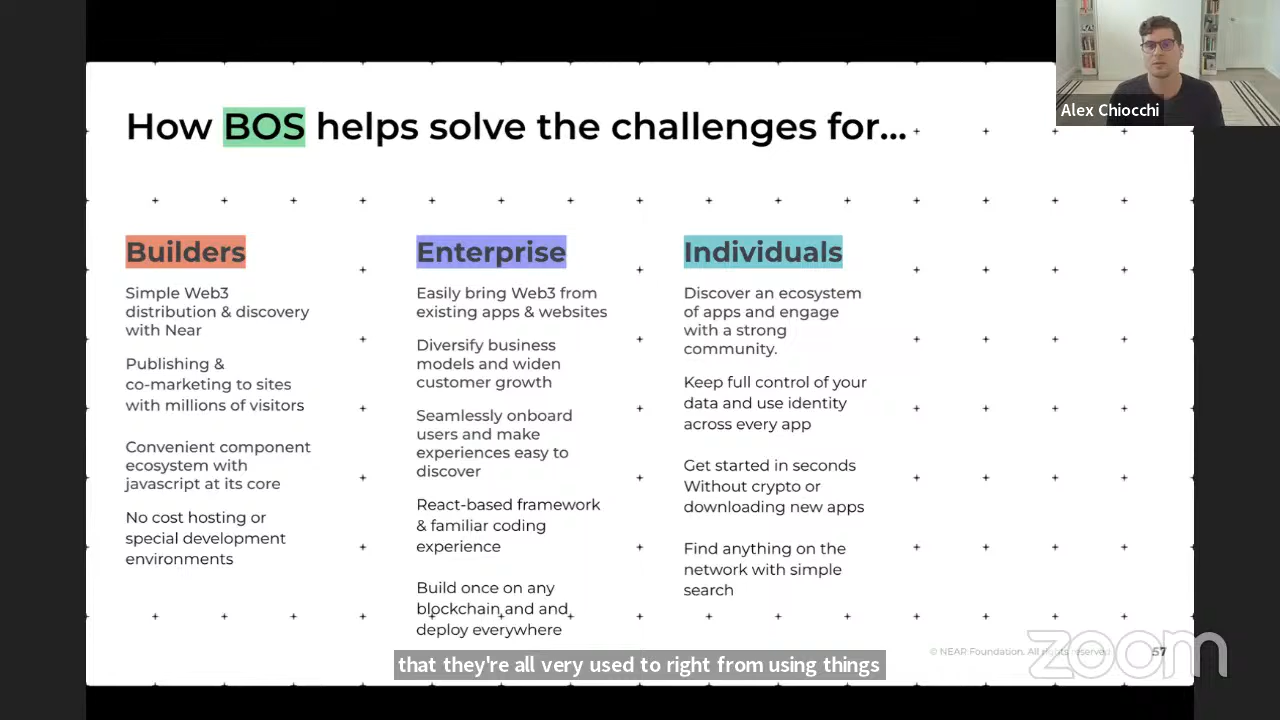 Alex Chiocchi
How BOS helps solve the challenges for...
Builders
Simple Web3
distribution & discovery
with Near
Publishing &
co-marketing to sites
with millions of visitors
Convenient component
ecosystem with
javascript at its core
No cost hosting or
special development
environments
Enterprise
Easily bring Web3 from
existing apps & websites
Diversify business
models and widen
customer growth
Seamlessly onboard
users and make
experiences easy to
discover
React-based framework
& familiar coding
experience
Build once on any
blockchain and and
deploy everywhere
Individuals
Discover an ecosystem
of apps and engage
with a strong
community.
Keep full control of your
data and use identity
across every app
Get started in seconds
Without crypto or
downloading new apps
Find anything on the
network with simple
search
that they're all very used to right from using things
© NEAR Foundation. All rights reserved
57
zoom